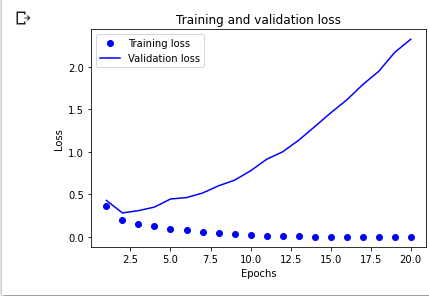 Training and validation loss
Training loss
Validation loss
2.0
1.5
1.0
0.5
0.0
Loss
2.5 5.0 7.5 10.0 12.5 15.0 17.5 20.0
Epochs